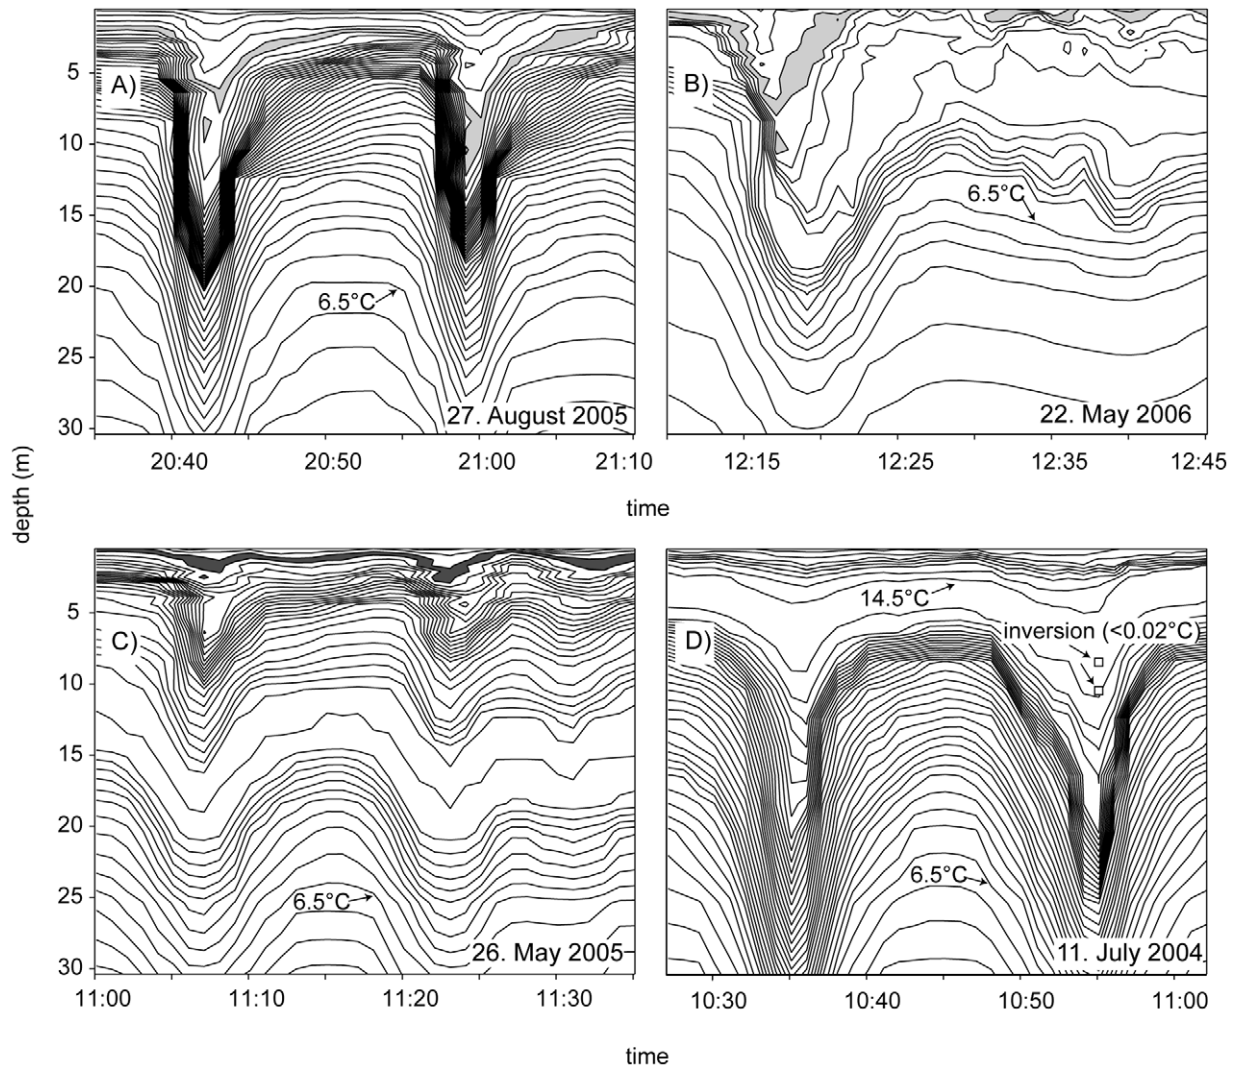 A)
B)
5
10
15
20
25
30
6.5°C
6.5°C
27. August 2005
22. May 2006
20:40 20:50 21:00 21:10
12:15 12:25 12:35 12:45
time
depth (m)
C)
D)
5
10
15
20
25
30
14.5°C
inversion (<0.02°C)
6.5°C
6.5°C
26. May 2005
11. July 2004
11:00 11:10 11:20 11:30
10:30 10:40 10:50 11:00
time